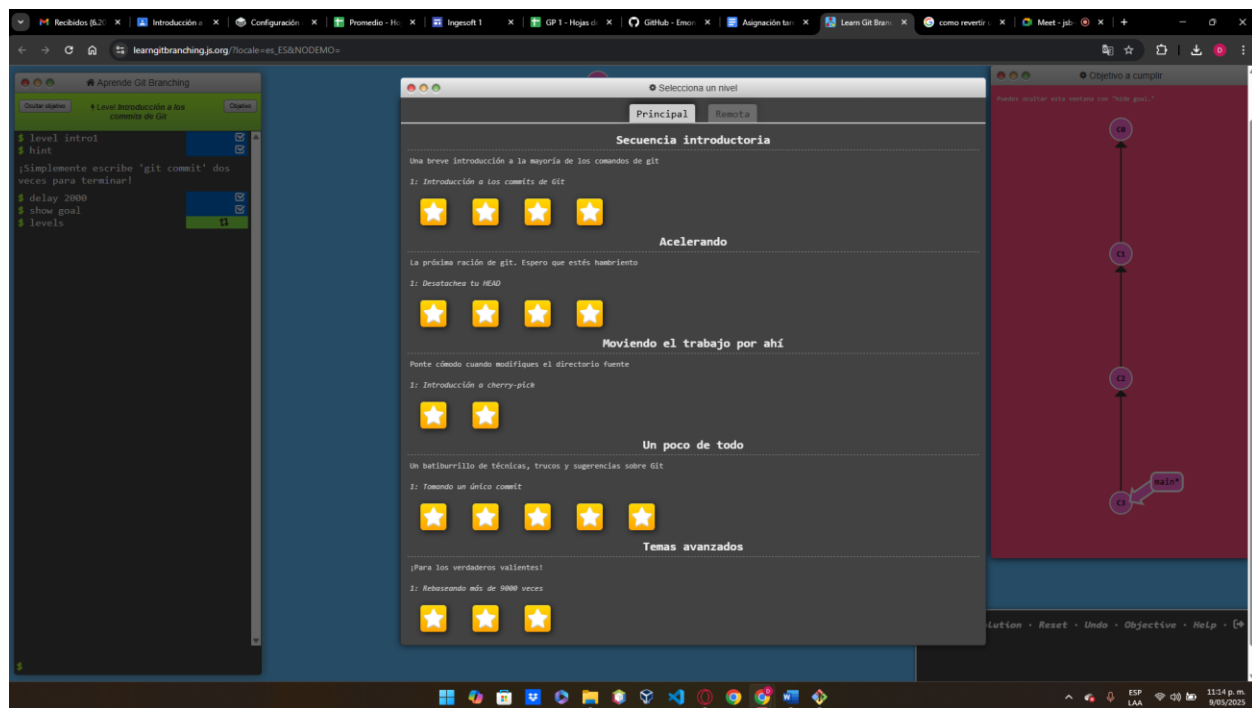 Recibidos (6.20
Introducción a
Configuración
Promedio - Ho
Ingesoft 1
GP 1 - Hojas d
GitHub - Emon
Asignación tar
Learn Git Bran
como revertir
Meet - jsb-
learngitbranching.js.org/?locale=es_ES&NODEMO=
D
Aprende Git Branching
Ocultar objetivo
Level Introducción a los
commits de Git
Objetivo
$ level intro1
$ hint
¡Simplemente escribe 'git commit' dos
veces para terminar!
$ delay 2000
$ show goal
$ levels
$
Selecciona un nivel
Principal
Remota
Secuencia introductoria
Una breve introducción a la mayoría de los comandos de git
1: Introducción a los commits de Git
Acelerando
La próxima ración de git. Espero que estés hambriento
1: Desatachea tu HEAD
Moviendo el trabajo por ahí
Ponte cómodo cuando modifiques el directorio fuente
1: Introducción a cherry-pick
Un poco de todo
Un batiburrillo de técnicas, trucos y sugerencias sobre Git
1: Tomando un único commit
Temas avanzados
¡Para los verdaderos valientes!
1: Rebaseando más de 9000 veces
Objetivo a cumplir
Puedes ocultar esta ventana con "hide goal."
C0
C1
C2
main*
C3
lution · Reset · Undo · Objective · Help ·
ESP
LAA
11:14 p. m.
9/05/2025